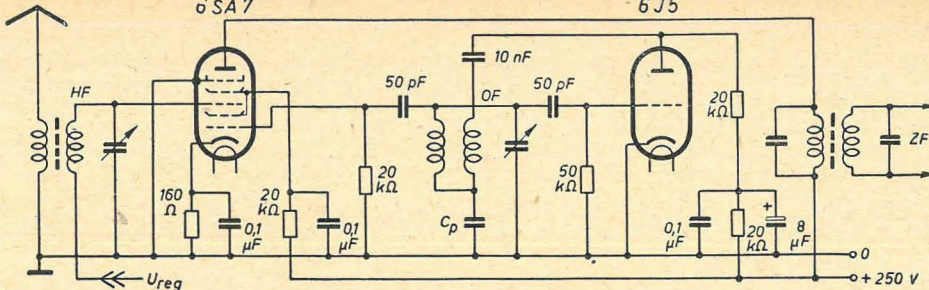 6SA7
6J5
HF
50 pF
10 nF
OF
50 pF
20 kΩ
ZF
160 Ω
0,1 µF
20 kΩ
0,1 µF
20 kΩ
Cp
50 kΩ
0,1 µF
20 kΩ
+
8 µF
Ureg
0
+ 250 V